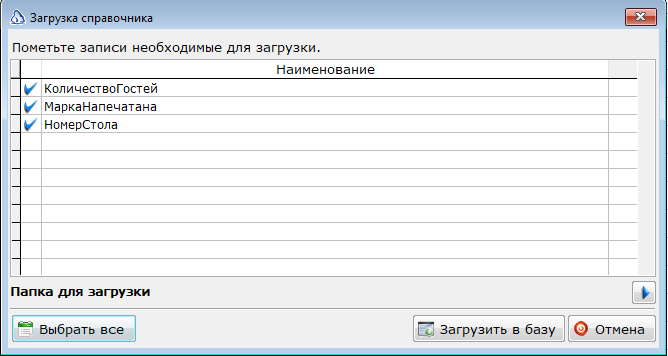 Загрузка справочника
Пометьте записи необходимые для загрузки.
Наименование
КоличествоГостей
МаркаНапечатана
НомерСтола
Папка для загрузки
Выбрать все
Загрузить в базу
Отмена